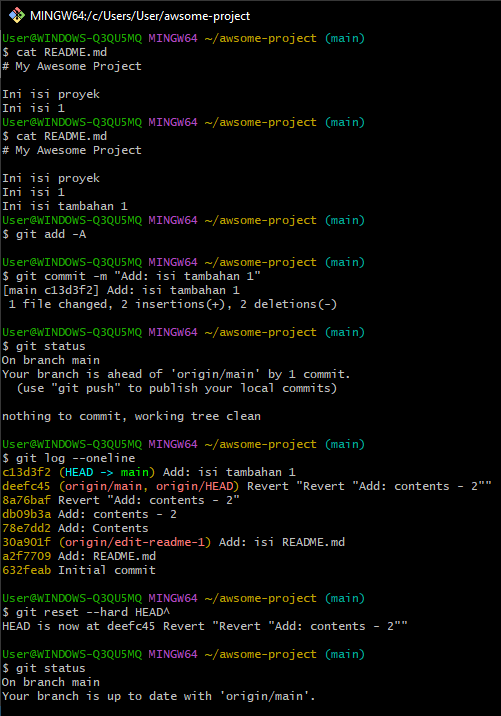 MINGW64:/c/Users/User/awsome-project
User@WINDOWS-Q3QU5MQ MINGW64 ~/awsome-project (main)
$ cat README.md
# My Awesome Project

Ini isi proyek
Ini isi 1
User@WINDOWS-Q3QU5MQ MINGW64 ~/awsome-project (main)
$ cat README.md
# My Awesome Project

Ini isi proyek
Ini isi 1
Ini isi tambahan 1
User@WINDOWS-Q3QU5MQ MINGW64 ~/awsome-project (main)
$ git add -A

User@WINDOWS-Q3QU5MQ MINGW64 ~/awsome-project (main)
$ git commit -m "Add: isi tambahan 1"
[main c13d3f2] Add: isi tambahan 1
 1 file changed, 2 insertions(+), 2 deletions(-)

User@WINDOWS-Q3QU5MQ MINGW64 ~/awsome-project (main)
$ git status
On branch main
Your branch is ahead of 'origin/main' by 1 commit.
  (use "git push" to publish your local commits)

nothing to commit, working tree clean

User@WINDOWS-Q3QU5MQ MINGW64 ~/awsome-project (main)
$ git log --oneline
c13d3f2 (HEAD -> main) Add: isi tambahan 1
deefc45 (origin/main, origin/HEAD) Revert "Revert "Add: contents - 2""
8a76baf Revert "Add: contents - 2"
db09b3a Add: contents - 2
78e7dd2 Add: Contents
30a901f (origin/edit-readme-1) Add: isi README.md
a2f7709 Add: README.md
632feab Initial commit

User@WINDOWS-Q3QU5MQ MINGW64 ~/awsome-project (main)
$ git reset --hard HEAD^
HEAD is now at deefc45 Revert "Revert "Add: contents - 2""

User@WINDOWS-Q3QU5MQ MINGW64 ~/awsome-project (main)
$ git status
On branch main
Your branch is up to date with 'origin/main'.